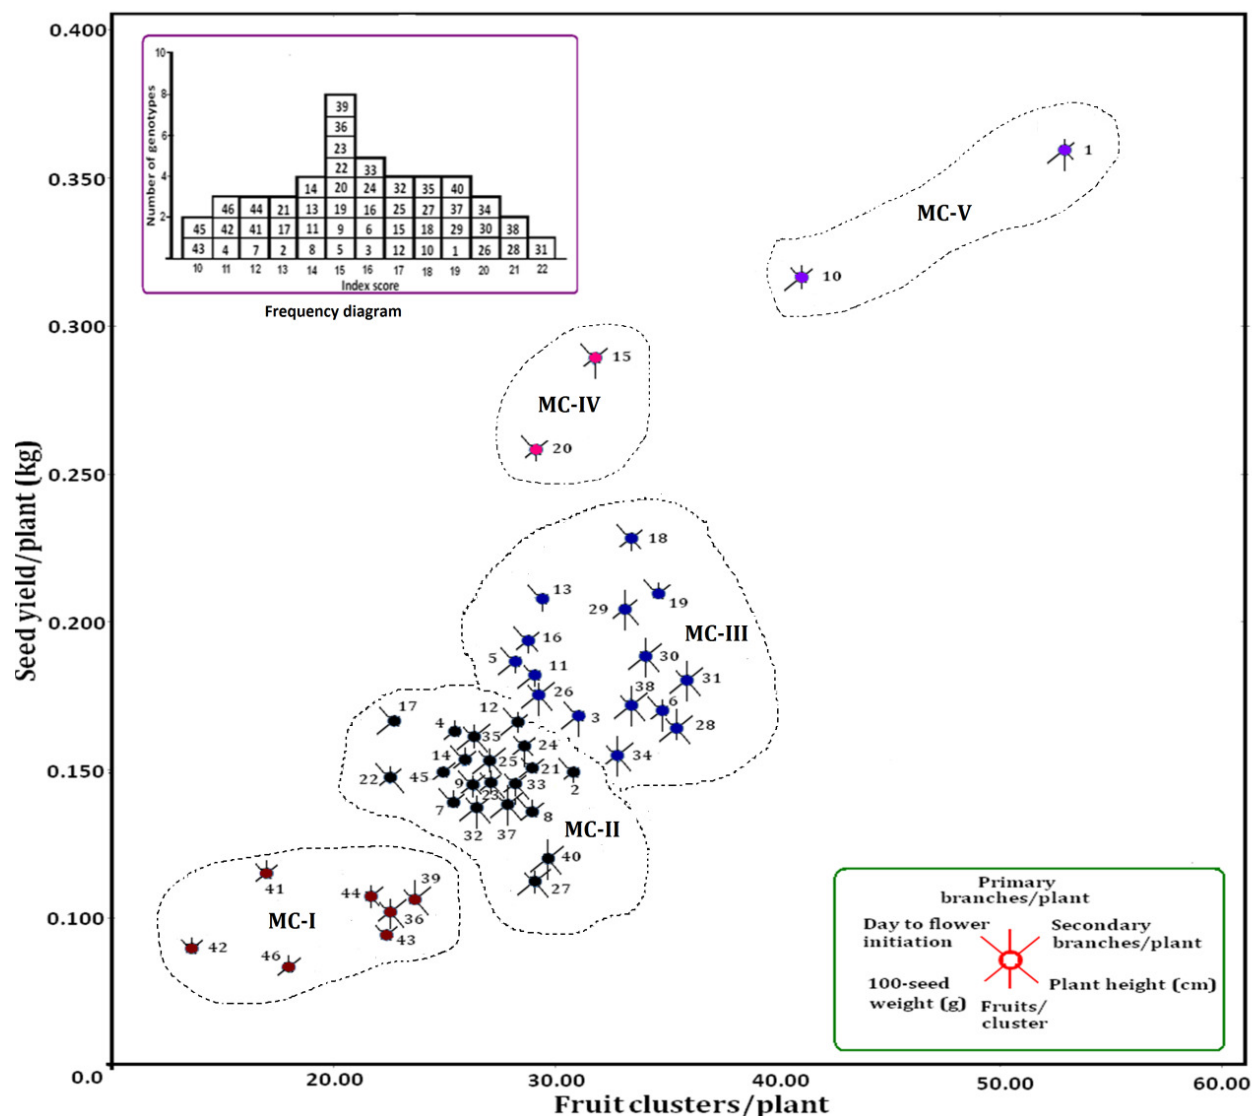 0.400
0.350
0.300
0.250
0.200
0.150
0.100
0.0
Seed yield/plant (kg)
20.00 30.00 40.00 50.00 60.00
Fruit clusters/plant
10
8
6
4
2
Number of genotypes
39
36
23
22 33
14 20 24 32 35 40
46 44 21 13 19 16 25 27 37 34
45 42 41 17 11 9 6 15 18 29 30 38
43 4 7 2 8 5 3 12 10 1 26 28 31
10 11 12 13 14 15 16 17 18 19 20 21 22
Index score
Frequency diagram
1
MC-V
10
15
MC-IV
20
18
13
29 19
MC-III
16
5
11
30
31
26
38
6
3
28
34
17
12
4
35
24
14
25
21
22
45
9
23
33
2
7
32
37
8
MC-II
40
27
41
44
39
MC-I
36
43
42
46
Primary
branches/plant
Day to flower
initiation
Secondary
branches/plant
100-seed
weight (g)
Plant height (cm)
Fruits/
cluster